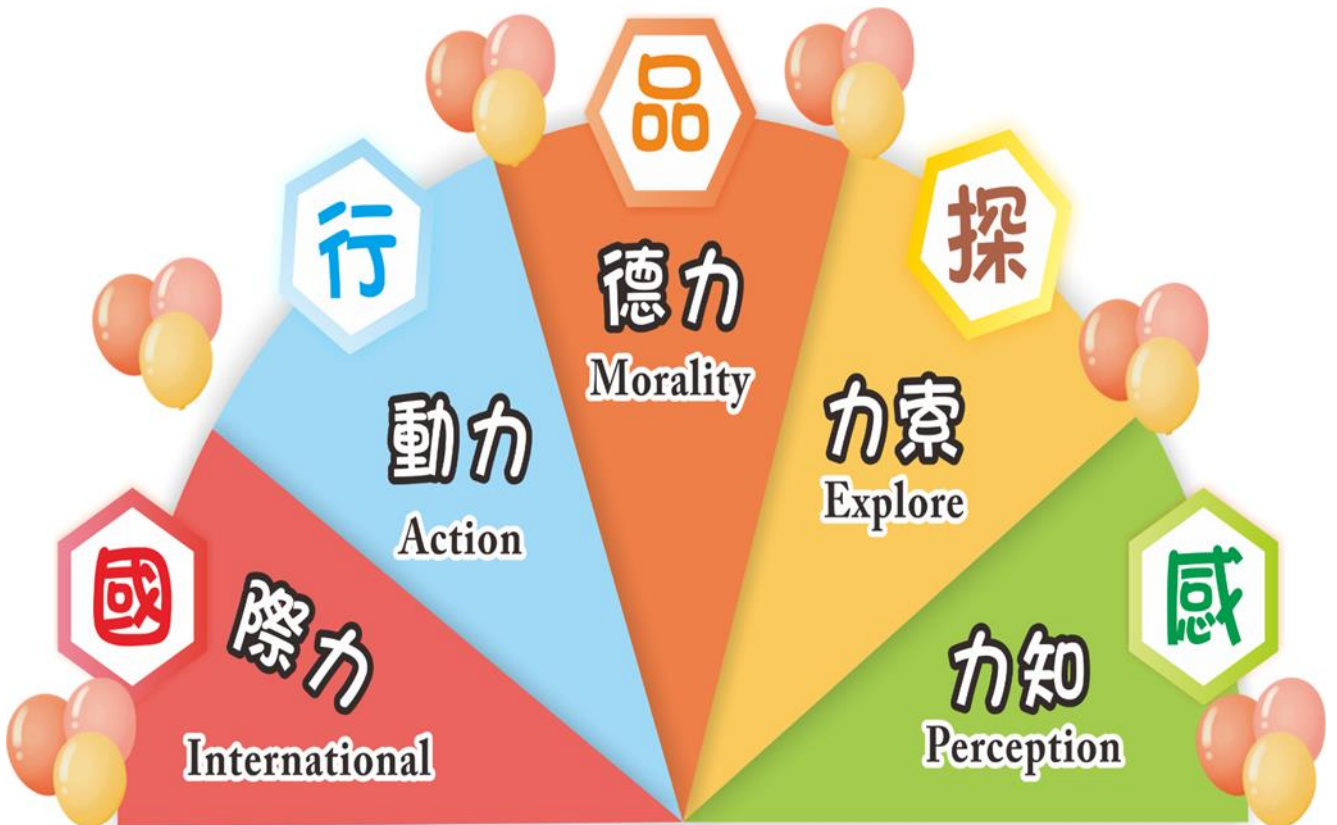 國
際力
International
行
動力
Action
品
德力
Morality
探
力索
Explore
感
力知
Perception